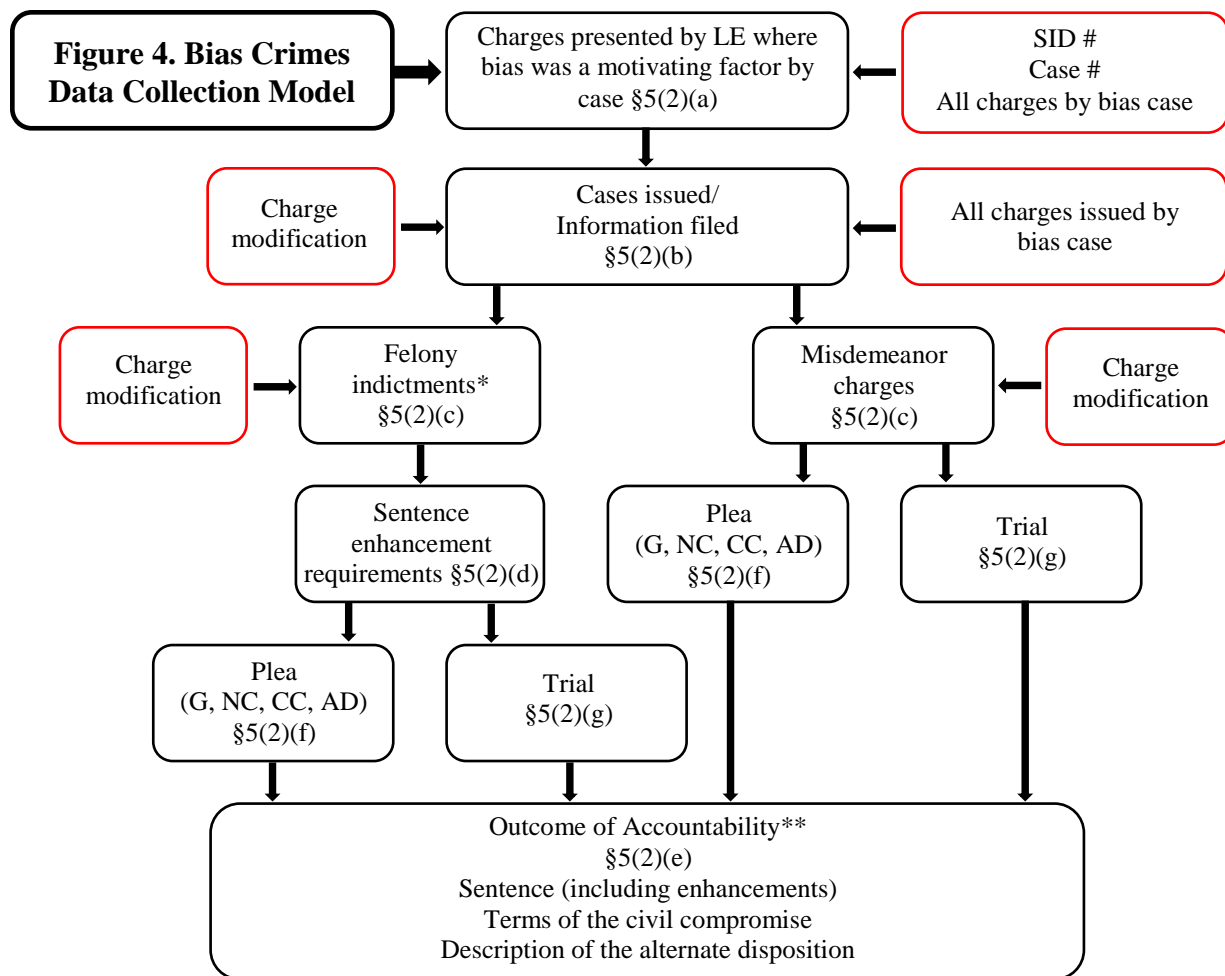 Figure 4. Bias Crimes
Data Collection Model
Charges presented by LE where
bias was a motivating factor by
case §5(2)(a)
SID #
Case #
All charges by bias case
Charge
modification
Cases issued/
Information filed
§5(2)(b)
All charges issued by
bias case
Charge
modification
Felony
indictments*
§5(2)(c)
Misdemeanor
charges
§5(2)(c)
Charge
modification
Sentence
enhancement
requirements §5(2)(d)
Plea
(G, NC, CC, AD)
§5(2)(f)
Trial
§5(2)(g)
Plea
(G, NC, CC, AD)
§5(2)(f)
Trial
§5(2)(g)
Outcome of Accountability**
§5(2)(e)
Sentence (including enhancements)
Terms of the civil compromise
Description of the alternate disposition